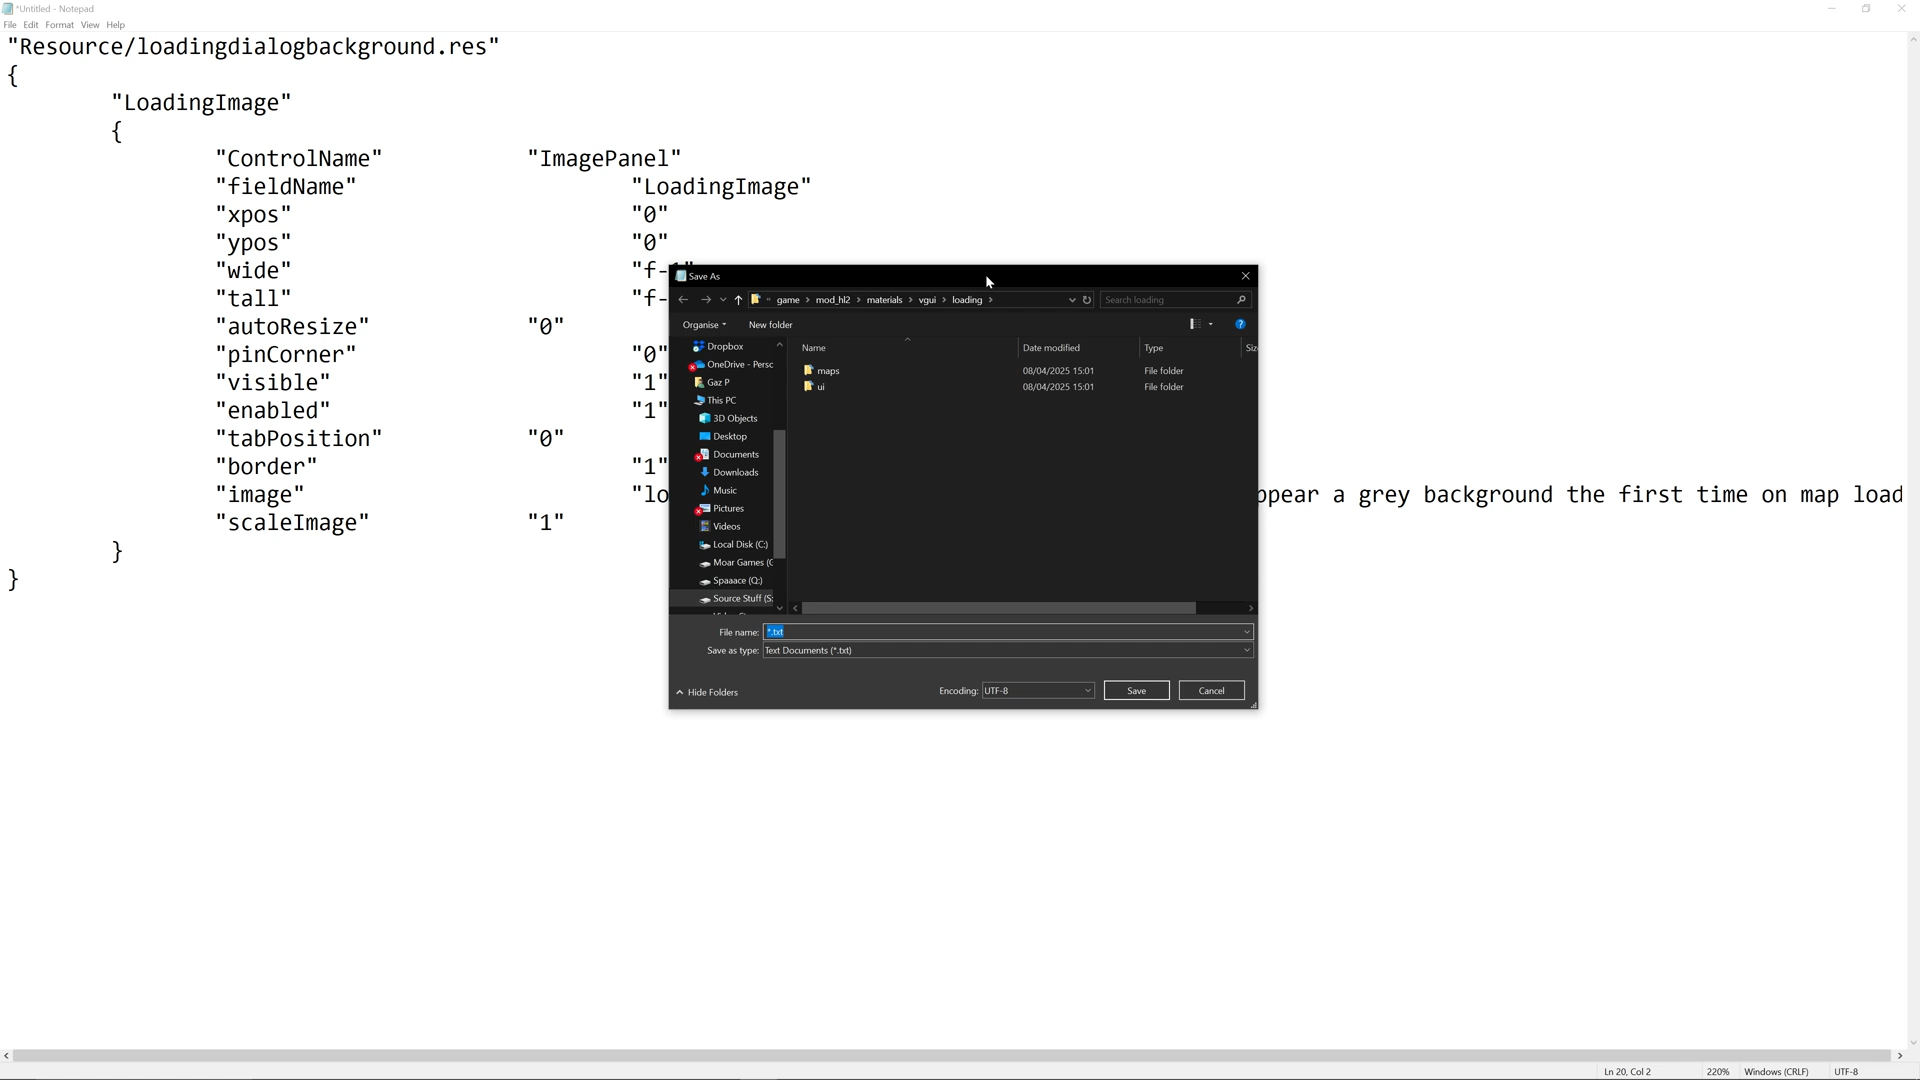 *Untitled - Notepad
File Edit Format View Help
"Resource/loadingdialogbackground.res"
{
"LoadingImage"
{
"ControlName" "ImagePanel"
"fieldName" "LoadingImage"
"xpos" "0"
"ypos" "0"
"wide" "f-1"
"tall" "f-
"autoResize" "0"
"pinCorner" "0"
"visible" "1"
"enabled" "1"
"tabPosition" "0"
"border" "1"
"image" "lo ppear a grey background the first time on map load
"scaleImage" "1"
}
}
Save As
« game › mod_hl2 › materials › vgui › loading ›
Search loading
Organise New folder
Name Date modified Type Siz
maps 08/04/2025 15:01 File folder
ui 08/04/2025 15:01 File folder
Dropbox
OneDrive - Persc
Gaz P
This PC
3D Objects
Desktop
Documents
Downloads
Music
Pictures
Videos
Local Disk (C:)
Moar Games (
Spaaace (Q:)
Source Stuff (S:
File name: *.txt
Save as type: Text Documents (*.txt)
Hide Folders
Encoding: UTF-8 Save Cancel
Ln 20, Col 2 220% Windows (CRLF) UTF-8